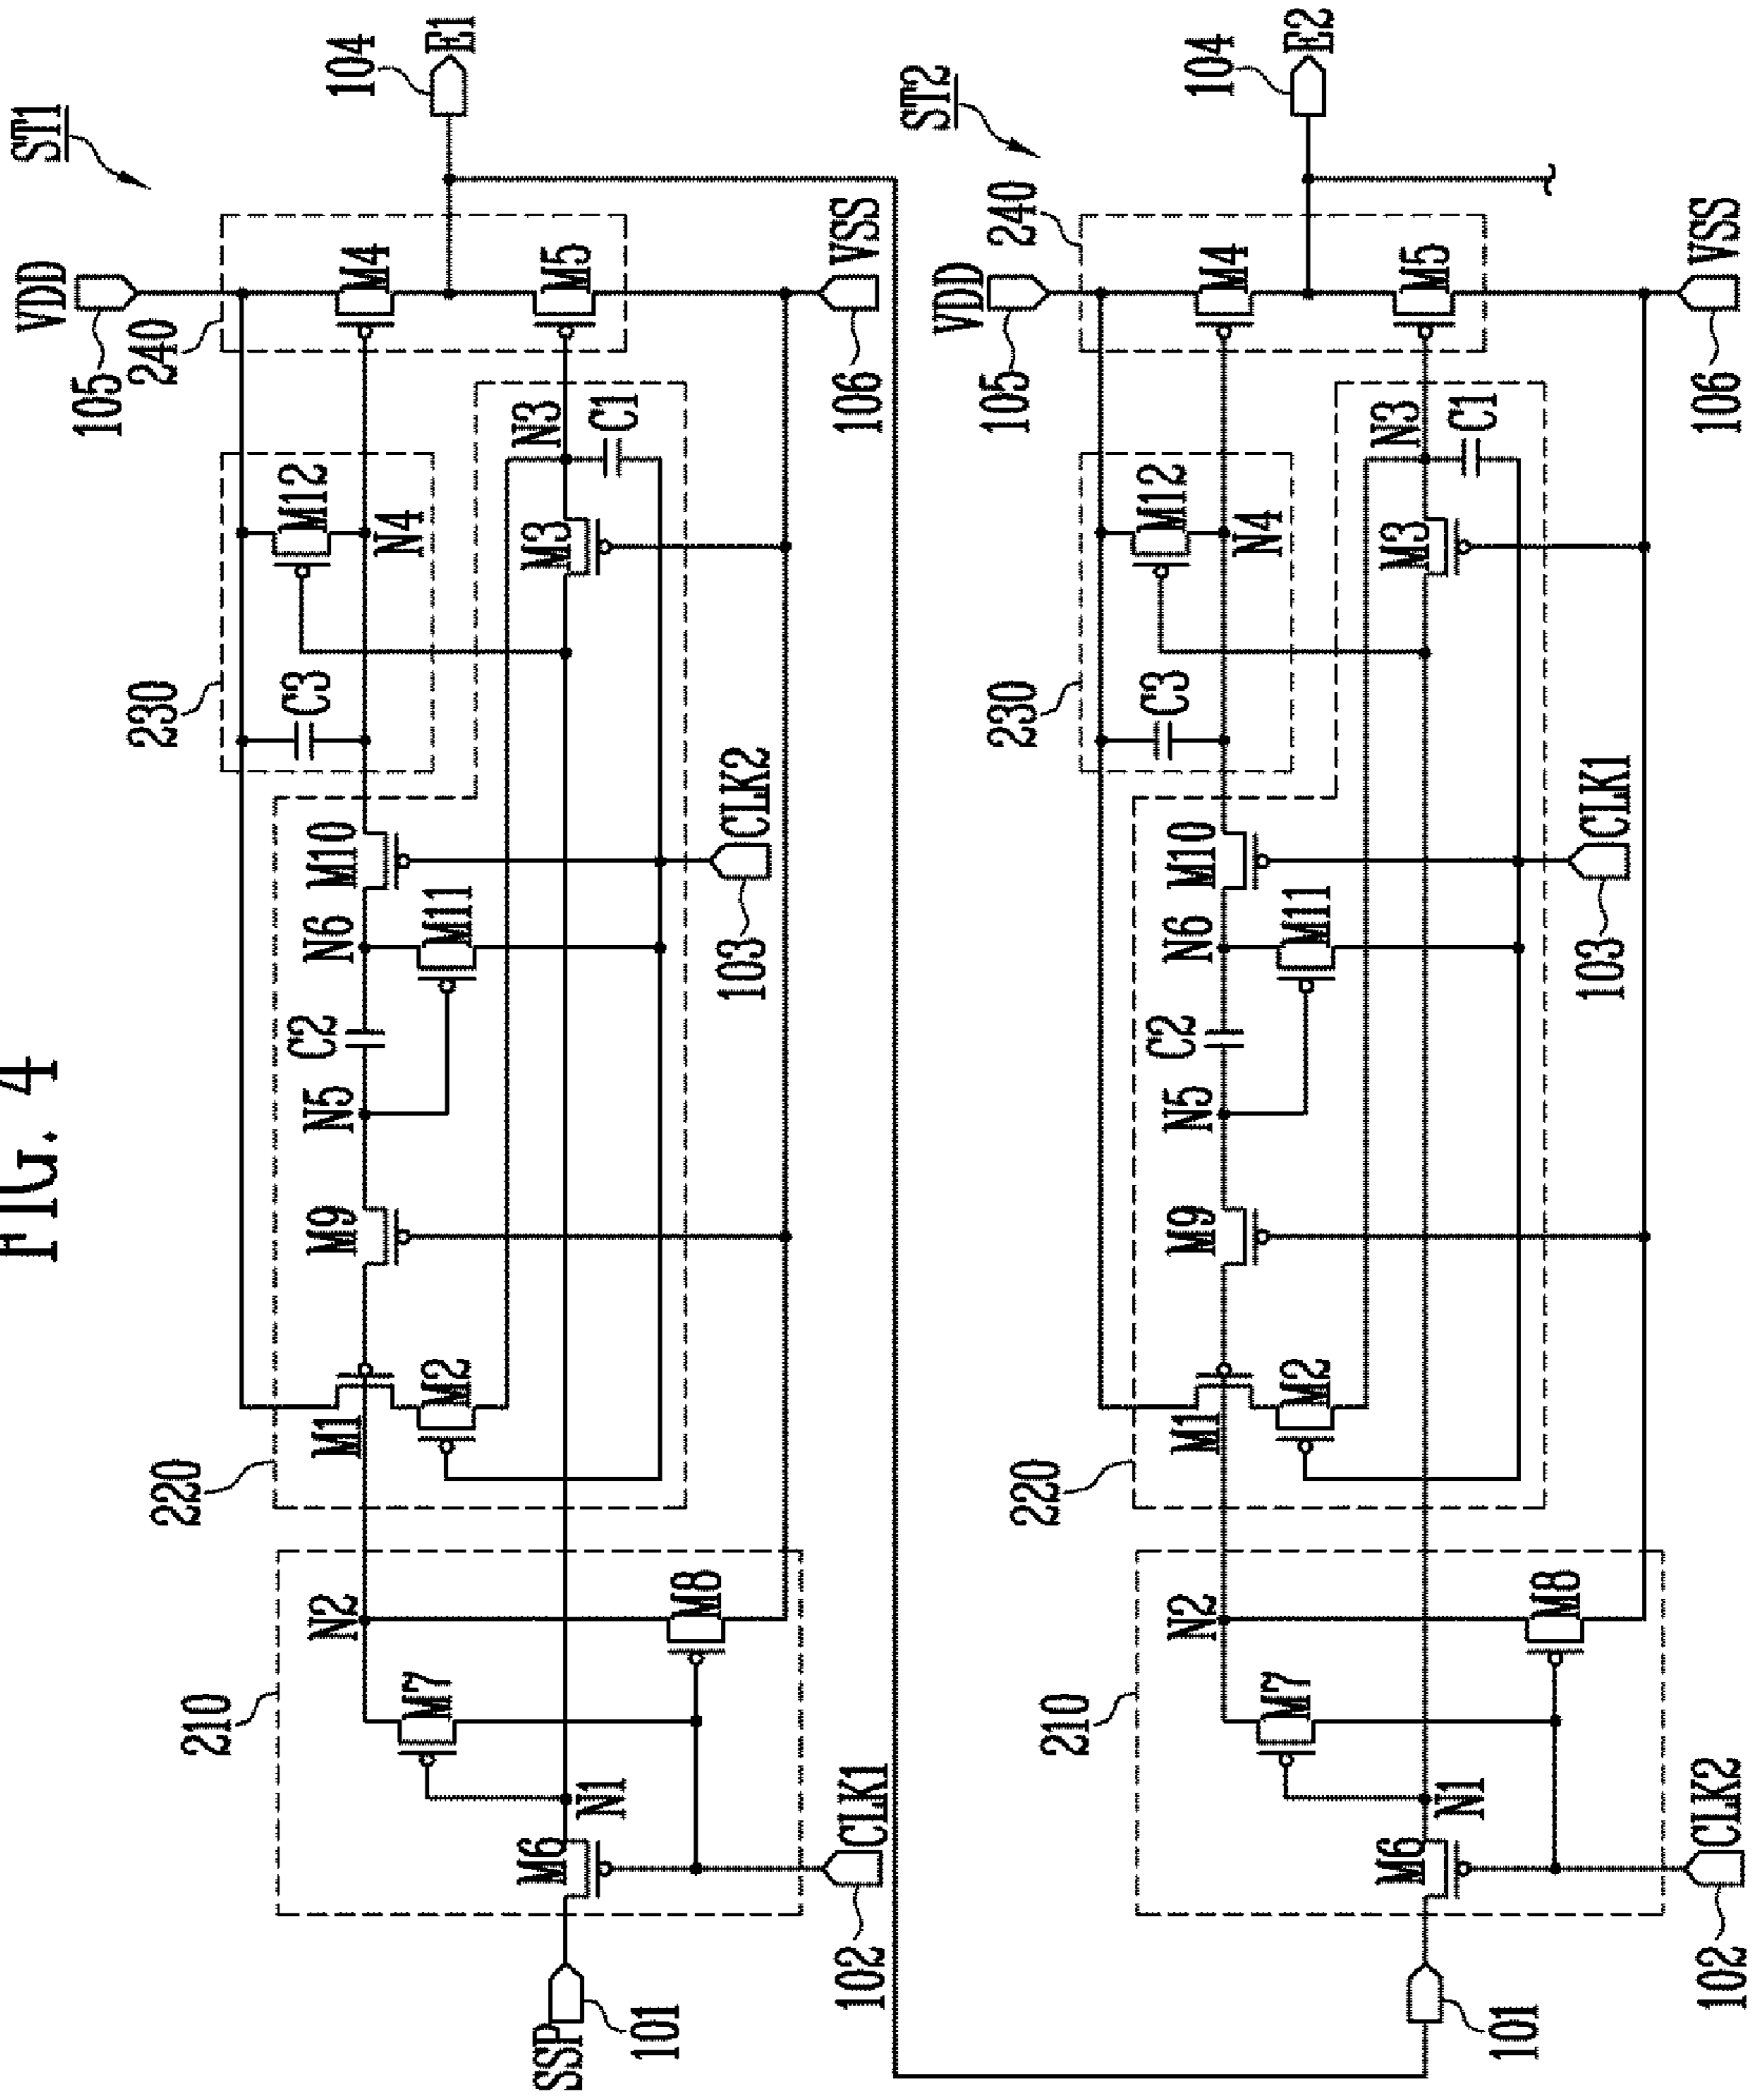 FIG. 4
ST1
VDD
105
240
M4
104
E1
M5
VSS
106
230
C3
M12
N4
N3
C1
M3
220
M1
M2
M9
N5
C2
N6
M10
M11
CLK2
103
210
N2
M7
M8
N1
M6
CLK1
102
SSP
101
ST2
VDD
105
240
M4
104
E2
M5
VSS
106
230
C3
M12
N4
N3
C1
M3
220
M1
M2
M9
N5
C2
N6
M10
M11
CLK1
103
210
N2
M7
M8
N1
M6
CLK2
102
101